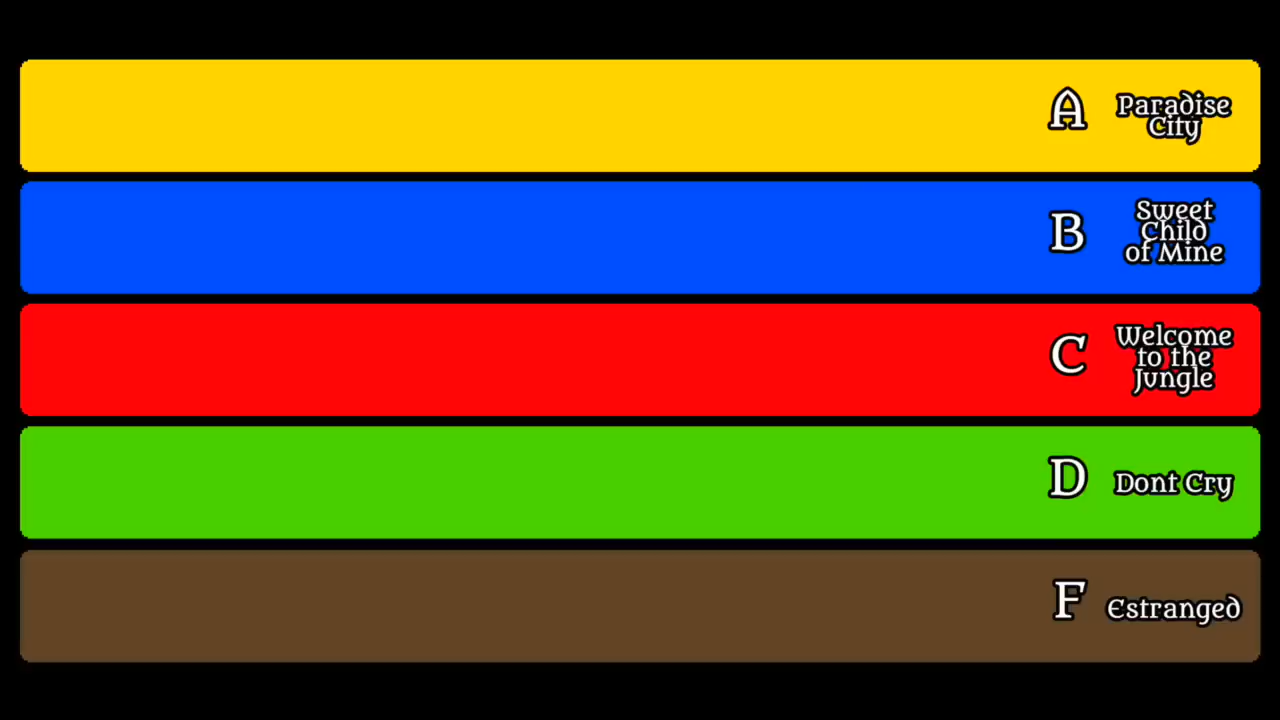 A
Paradise
City
B
Sweet
Child
of Mine
C
Welcome
to the
Jungle
D
Dont Cry
F
Estranged